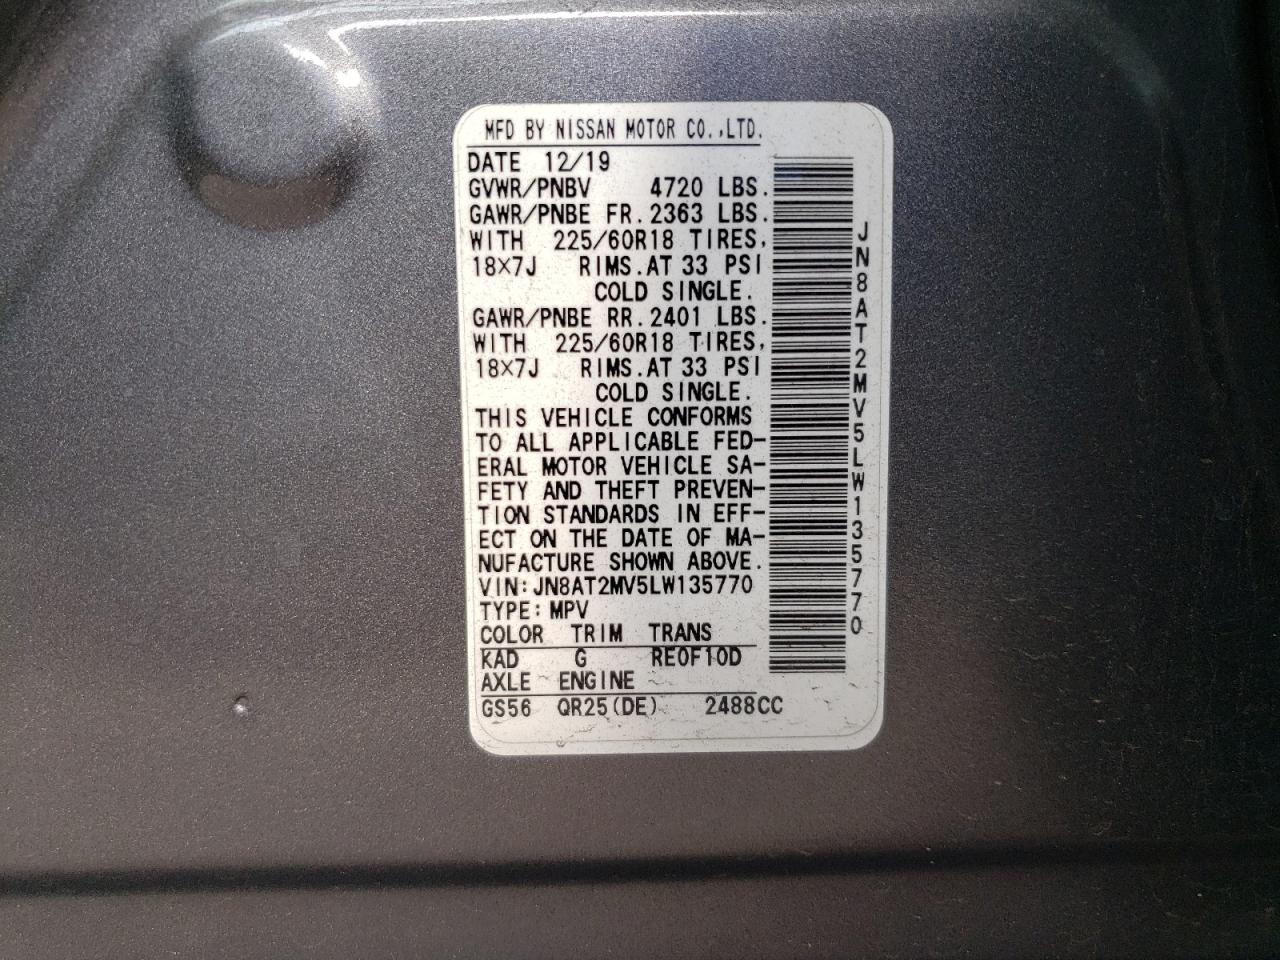 MFD BY NISSAN MOTOR CO.,LTD.
DATE 12/19
GVWR/PNBV 4720 LBS.
GAWR/PNBE FR. 2363 LBS.
WITH 225/60R18 TIRES,
18×7J RIMS. AT 33 PSI
COLD SINGLE.
GAWR/PNBE RR. 2401 LBS.
WITH 225/60R18 TIRES,
18×7J RIMS. AT 33 PSI
COLD SINGLE.
THIS VEHICLE CONFORMS
TO ALL APPLICABLE FED-
ERAL MOTOR VEHICLE SA-
FETY AND THEFT PREVEN-
TION STANDARDS IN EFF-
ECT ON THE DATE OF MA-
NUFACTURE SHOWN ABOVE.
VIN: JN8AT2MV5LW135770
TYPE: MPV
COLOR TRIM TRANS
KAD G RE0F10D
AXLE ENGINE
GS56 QR25(DE) 2488CC
JN8AT2MV5LW135770